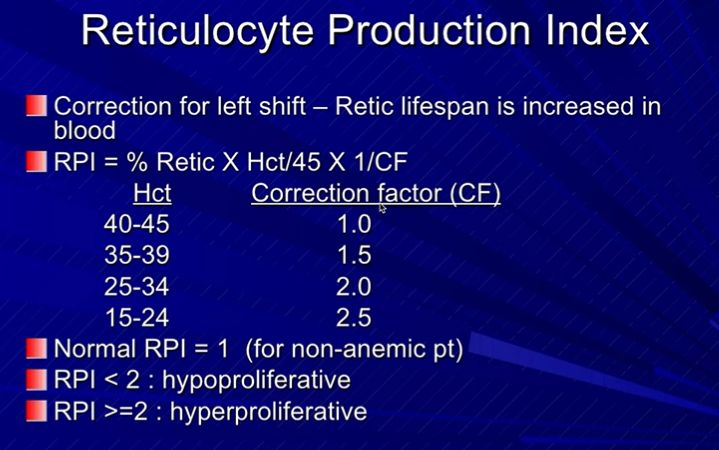 Reticulocyte Production Index
Correction for left shift – Retic lifespan is increased in
blood
RPI = % Retic X Hct/45 X 1/CF
Hct Correction factor (CF)
40-45 1.0
35-39 1.5
25-34 2.0
15-24 2.5
Normal RPI = 1 (for non-anemic pt)
RPI < 2 : hypoproliferative
RPI >=2 : hyperproliferative